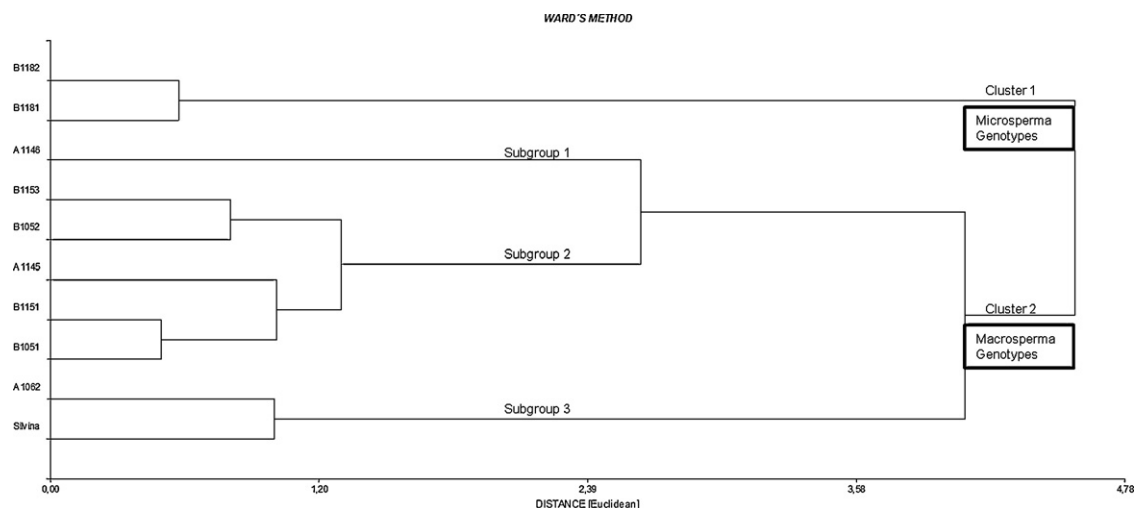 WARD'S METHOD
B1182
Cluster 1
B1181
Microsperma
Genotypes
A1146
Subgroup 1
B1153
B1052
Subgroup 2
A1145
B1151
Cluster 2
B1051
Macrosperma
Genotypes
A1062
Subgroup 3
Silvina
0,00 1,20 2,39 3,58 4,78
DISTANCE [Euclidean]